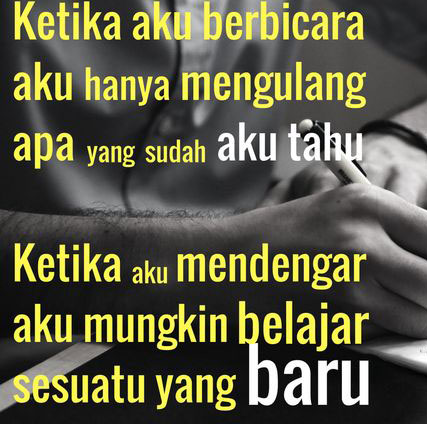 Ketika aku berbicara
aku hanya mengulang
apa yang sudah aku tahu
Ketika aku mendengar
aku mungkin belajar
sesuatu yang baru